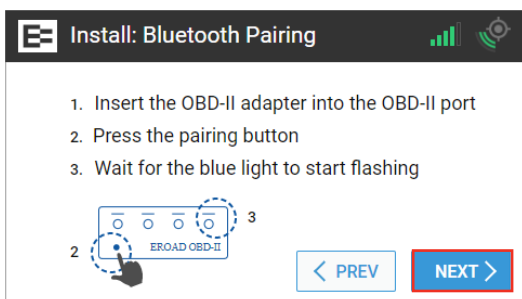 Install: Bluetooth Pairing
1. Insert the OBD-II adapter into the OBD-II port
2. Press the pairing button
3. Wait for the blue light to start flashing
3
2
EROAD OBD-II
PREV
NEXT